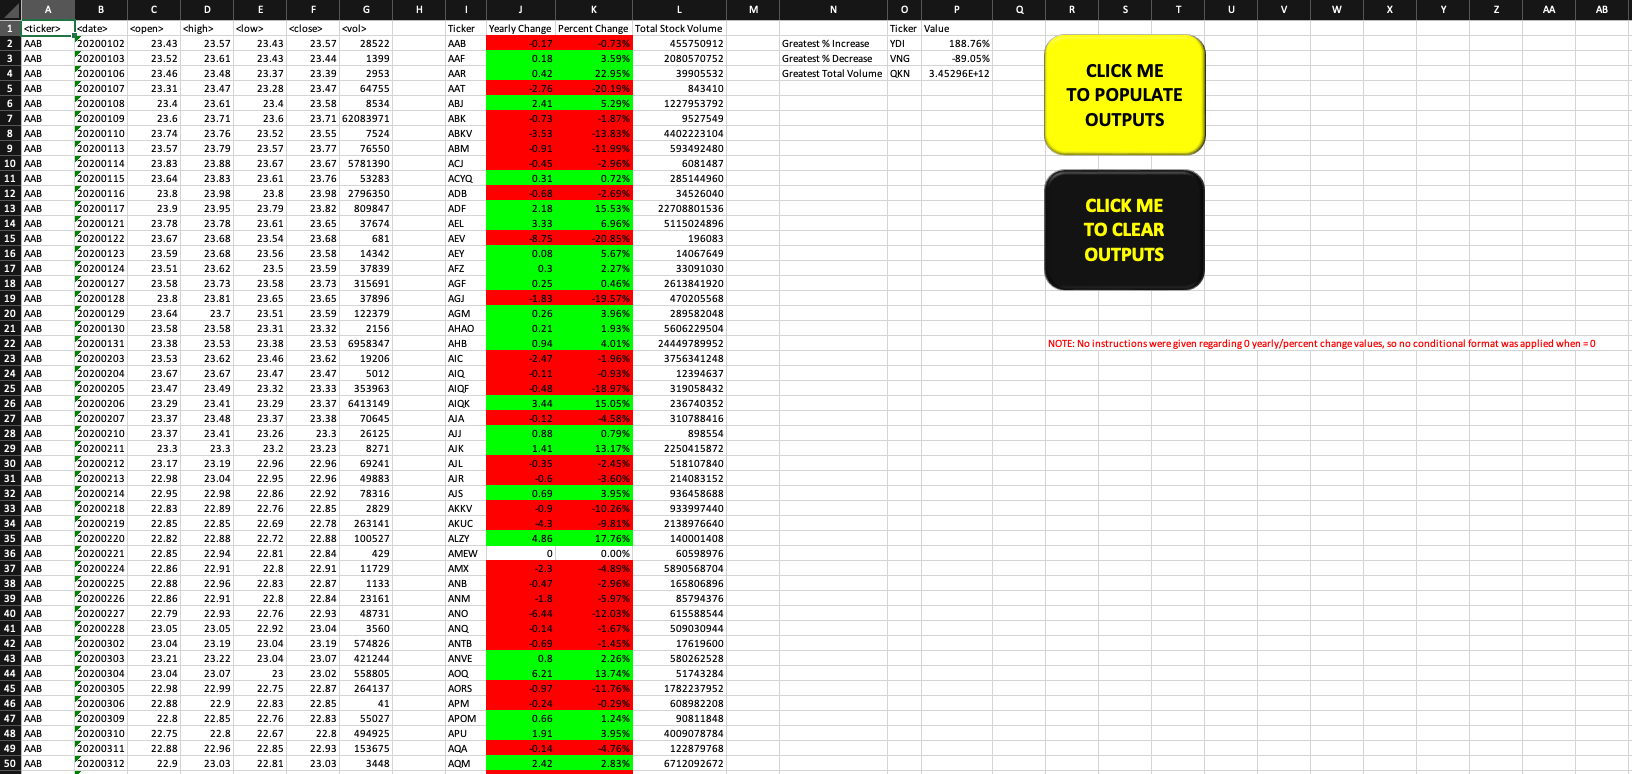 A B C D E F G H I J K L M N O P Q R S T U V W X Y Z AA AB
1 <ticker> <date> <open> <high> <low> <close> <vol> Ticker Yearly Change Percent Change Total Stock Volume Ticker Value
2 AAB 20200102 23.43 23.57 23.43 23.57 28522 AAB -0.17 -0.73% 455750912 Greatest % Increase YDI 188.76%
3 AAB 20200103 23.52 23.61 23.43 23.44 1399 AAF 0.18 3.59% 2080570752 Greatest % Decrease VNG -89.05%
4 AAB 20200106 23.46 23.48 23.37 23.39 2953 AAR 0.42 22.95% 39905532 Greatest Total Volume QKN 3.45296E+12
5 AAB 20200107 23.31 23.47 23.28 23.47 64755 AAT -2.76 -20.19% 843410
6 AAB 20200108 23.4 23.61 23.4 23.58 8534 ABJ 2.41 5.29% 1227953792
7 AAB 20200109 23.6 23.71 23.6 23.71 62083971 ABK -0.73 -1.87% 9527549
8 AAB 20200110 23.74 23.76 23.52 23.55 7524 ABKV -3.53 -13.83% 4402223104
9 AAB 20200113 23.57 23.79 23.57 23.77 76550 ABM -0.91 -11.99% 593492480
10 AAB 20200114 23.83 23.88 23.67 23.67 5781390 ACJ -0.45 -2.96% 6081487
11 AAB 20200115 23.64 23.83 23.61 23.76 53283 ACYQ 0.31 0.72% 285144960
12 AAB 20200116 23.8 23.98 23.8 23.98 2796350 ADB -0.68 -2.69% 34526040
13 AAB 20200117 23.9 23.95 23.79 23.82 809847 ADF 2.18 15.53% 22708801536
14 AAB 20200121 23.78 23.78 23.61 23.65 37674 AEL 3.33 6.96% 5115024896
15 AAB 20200122 23.67 23.68 23.54 23.68 681 AEV -8.75 -20.85% 196083
16 AAB 20200123 23.59 23.68 23.56 23.58 14342 AEY 0.08 5.67% 14067649
17 AAB 20200124 23.51 23.62 23.5 23.59 37839 AFZ 0.3 2.27% 33091030
18 AAB 20200127 23.58 23.73 23.58 23.73 315691 AGF 0.25 0.46% 2613841920
19 AAB 20200128 23.8 23.81 23.65 23.65 37896 AGJ -1.83 -19.57% 470205568
20 AAB 20200129 23.64 23.7 23.51 23.59 122379 AGM 0.26 3.96% 289582048
21 AAB 20200130 23.58 23.58 23.31 23.32 2156 AHAO 0.21 1.93% 5606229504
22 AAB 20200131 23.38 23.53 23.38 23.53 6958347 AHB 0.94 4.01% 24449789952
23 AAB 20200203 23.53 23.62 23.46 23.62 19206 AIC -2.47 -1.96% 3756341248
24 AAB 20200204 23.67 23.67 23.47 23.47 5012 AIQ -0.11 -0.93% 12394637
25 AAB 20200205 23.47 23.49 23.32 23.33 353963 AIQF -0.48 -18.97% 319058432
26 AAB 20200206 23.29 23.41 23.29 23.37 6413149 AIQK 3.44 15.05% 236740352
27 AAB 20200207 23.37 23.48 23.37 23.38 70645 AJA -0.12 -4.58% 310788416
28 AAB 20200210 23.37 23.41 23.26 23.3 26125 AJJ 0.88 0.79% 898554
29 AAB 20200211 23.3 23.3 23.2 23.23 8271 AJK 1.41 13.17% 2250415872
30 AAB 20200212 23.17 23.19 22.96 22.96 69241 AJL -0.35 -2.45% 518107840
31 AAB 20200213 22.98 23.04 22.95 22.96 49883 AJR -0.6 -3.60% 214083152
32 AAB 20200214 22.95 22.98 22.86 22.92 78316 AJS 0.69 3.95% 936458688
33 AAB 20200218 22.83 22.89 22.76 22.85 2829 AKKV -0.9 -10.26% 933997440
34 AAB 20200219 22.85 22.85 22.69 22.78 263141 AKUC -4.3 -9.81% 2138976640
35 AAB 20200220 22.82 22.88 22.72 22.88 100527 ALZY 4.86 17.76% 140001408
36 AAB 20200221 22.85 22.94 22.81 22.84 429 AMEW 0 0.00% 60598976
37 AAB 20200224 22.86 22.91 22.8 22.91 11729 AMX -2.3 -4.89% 5890568704
38 AAB 20200225 22.88 22.96 22.83 22.87 1133 ANB -0.47 -2.96% 165806896
39 AAB 20200226 22.86 22.91 22.8 22.84 23161 ANM -1.8 -5.97% 85794376
40 AAB 20200227 22.79 22.93 22.76 22.93 48731 ANO -6.44 -12.03% 615588544
41 AAB 20200228 23.05 23.05 22.92 23.04 3560 ANQ -0.14 -1.67% 509030944
42 AAB 20200302 23.04 23.19 23.04 23.19 574826 ANTB -0.69 -1.45% 17619600
43 AAB 20200303 23.21 23.22 23.04 23.07 421244 ANVE 0.8 2.26% 580262528
44 AAB 20200304 23.04 23.07 23 23.02 558805 AOQ 6.21 13.74% 51743284
45 AAB 20200305 22.98 22.99 22.75 22.87 264137 AORS -0.97 -11.76% 1782237952
46 AAB 20200306 22.88 22.9 22.83 22.85 41 APM -0.24 -0.29% 608982208
47 AAB 20200309 22.8 22.85 22.76 22.83 55027 APOM 0.66 1.24% 90811848
48 AAB 20200310 22.75 22.8 22.67 22.8 494925 APU 1.91 3.95% 4009078784
49 AAB 20200311 22.88 22.96 22.85 22.93 153675 AQA -0.14 -4.76% 122879768
50 AAB 20200312 22.9 23.03 22.81 23.03 3448 AQM 2.42 2.83% 6712092672
CLICK ME
TO POPULATE
OUTPUTS
CLICK ME
TO CLEAR
OUTPUTS
NOTE: No instructions were given regarding 0 yearly/percent change values, so no conditional format was applied when = 0